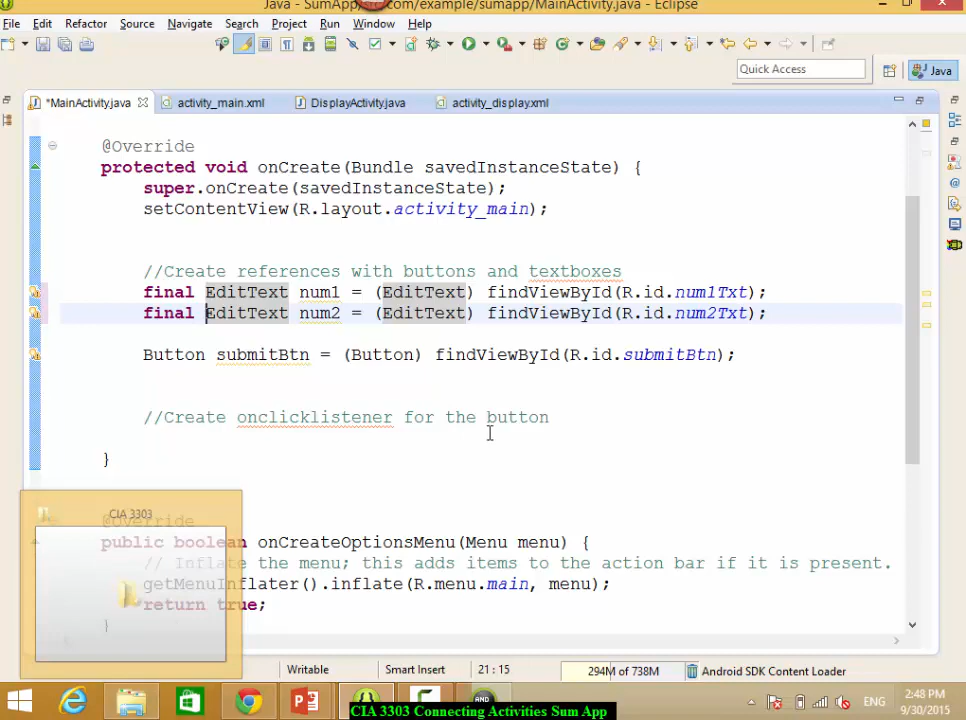 Java - SumApp/src/com/example/sumapp/MainActivity.java - Eclipse
File Edit Refactor Source Navigate Search Project Run Window Help
Quick Access
Java
*MainActivity.java activity_main.xml DisplayActivity.java activity_display.xml
@Override
protected void onCreate(Bundle savedInstanceState) {
super.onCreate(savedInstanceState);
setContentView(R.layout.activity_main);
//Create references with buttons and textboxes
final EditText num1 = (EditText) findViewById(R.id.num1Txt);
final EditText num2 = (EditText) findViewById(R.id.num2Txt);
Button submitBtn = (Button) findViewById(R.id.submitBtn);
//Create onclicklistener for the button
}
CIA 3303
@Override
public boolean onCreateOptionsMenu(Menu menu) {
// Inflate the menu; this adds items to the action bar if it is present.
getMenuInflater().inflate(R.menu.main, menu);
return true;
}
Writable Smart Insert 21 : 15 294M of 738M Android SDK Content Loader
ENG
2:48 PM
9/30/2015
CIA 3303 Connecting Activities Sum App